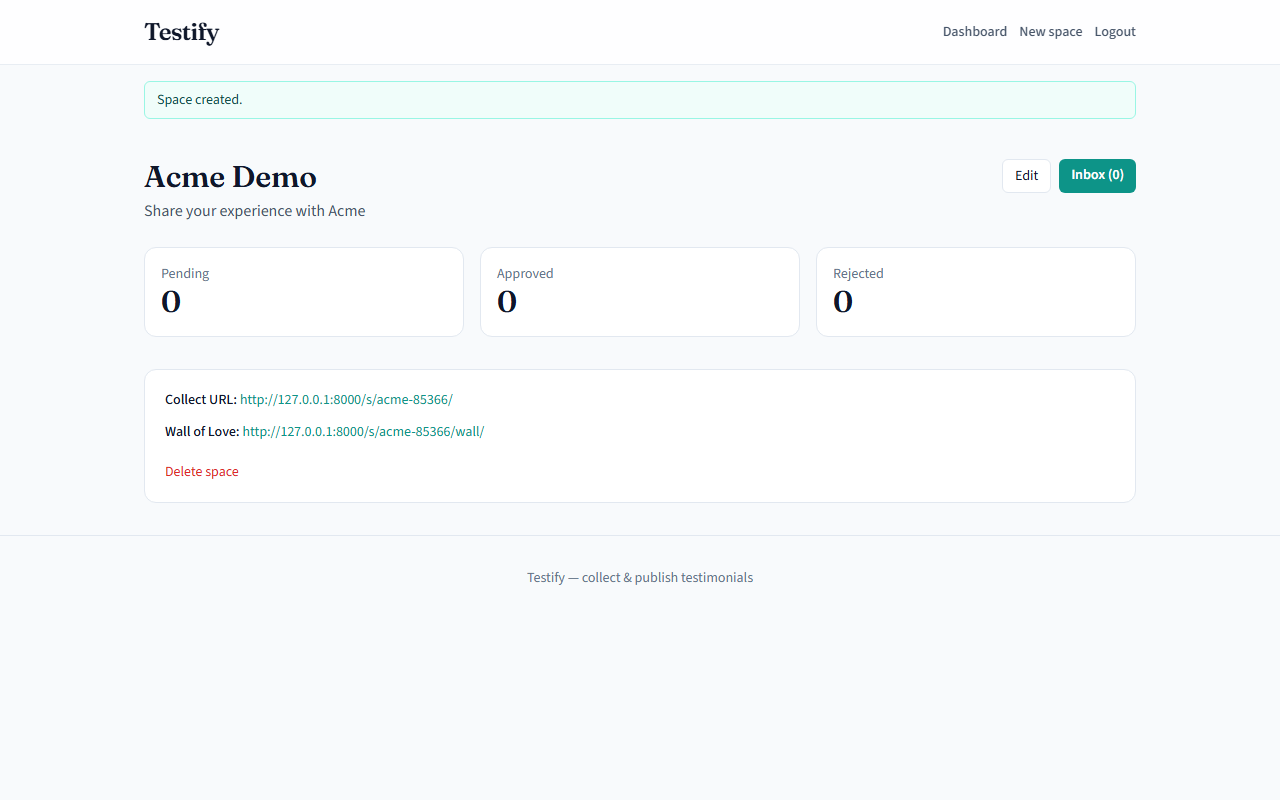 Testify
Dashboard New space Logout
Space created.
Acme Demo
Edit
Inbox (0)
Share your experience with Acme
Pending
0
Approved
0
Rejected
0
Collect URL: http://127.0.0.1:8000/s/acme-85366/
Wall of Love: http://127.0.0.1:8000/s/acme-85366/wall/
Delete space
Testify — collect & publish testimonials